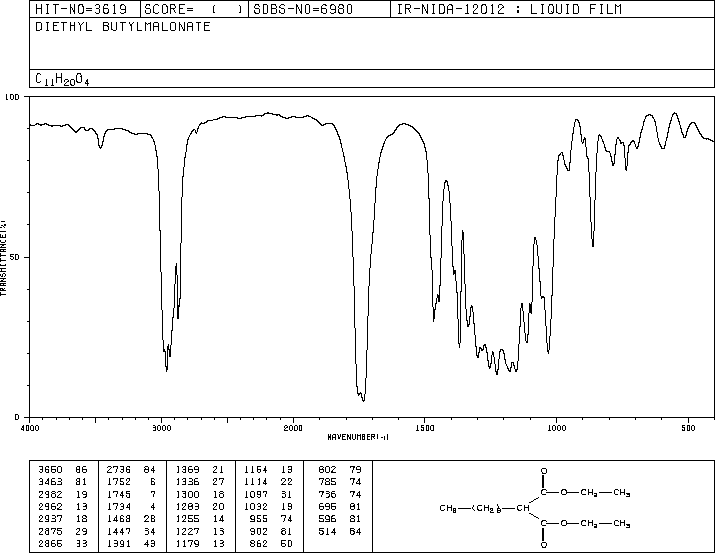 HIT-NO=3619 SCORE= ( ) SDBS-NO=6980 IR-NIDA-12012 : LIQUID FILM
DIETHYL BUTYLMALONATE
C11H20O4
100
50
0
TRANSMITTANCE(%)
4000 3000 2000 1500 1000 500
WAVENUMBER(-1)
3660 86 2736 84 1369 21 1154 13 802 79
3463 81 1752 6 1336 27 1114 22 785 74
2962 19 1745 7 1300 18 1097 31 736 74
2962 13 1734 4 1283 20 1032 19 695 81
2937 18 1468 28 1255 14 955 74 596 81
2875 29 1447 34 1227 13 902 81 514 84
2865 33 1391 43 1179 13 862 50
O
C—O—CH2—CH3
CH3—(CH2)3—CH
C—O—CH2—CH3
O